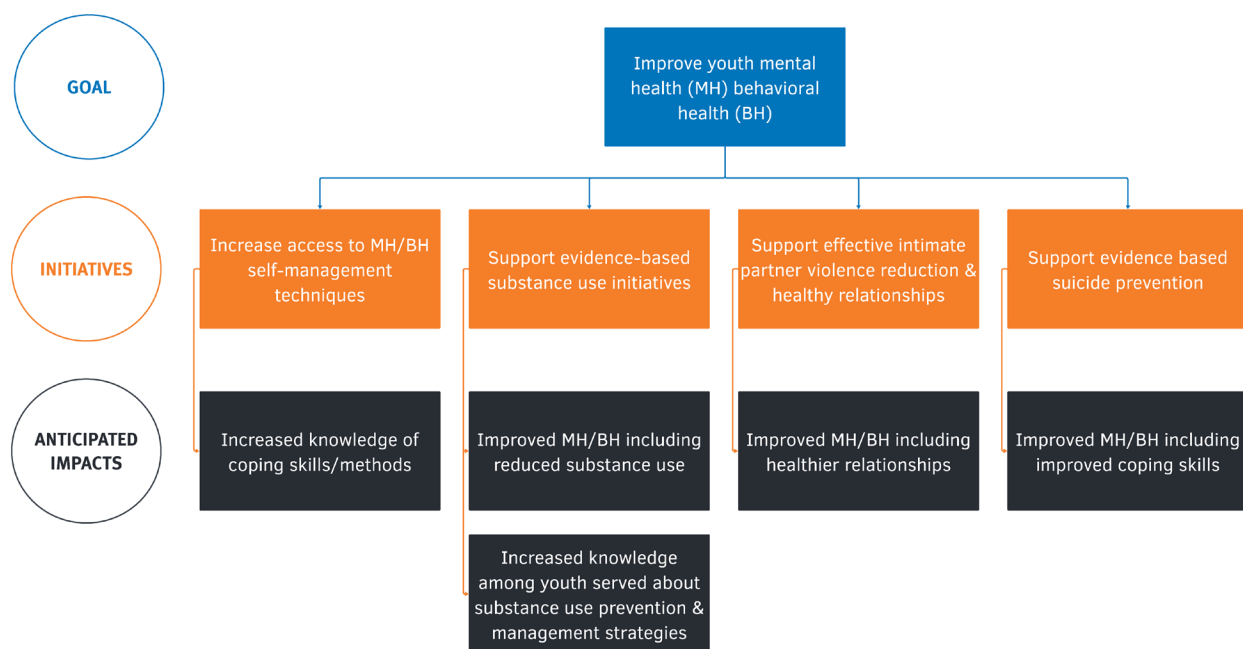 GOAL
Improve youth mental
health (MH) behavioral
health (BH)
INITIATIVES
Increase access to MH/BH
self-management
techniques
Support evidence-based
substance use initiatives
Support effective intimate
partner violence reduction &
healthy relationships
Support evidence based
suicide prevention
ANTICIPATED
IMPACTS
Increased knowledge of
coping skills/methods
Improved MH/BH including
reduced substance use
Improved MH/BH including
healthier relationships
Improved MH/BH including
improved coping skills
Increased knowledge
among youth served about
substance use prevention &
management strategies